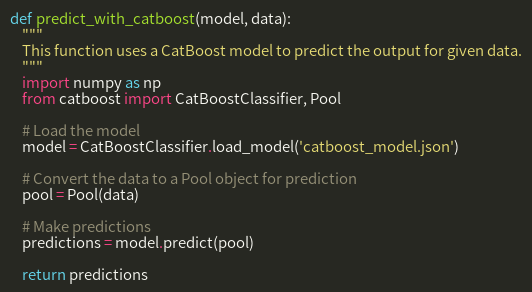 def predict_with_catboost(model, data):
"""
This function uses a CatBoost model to predict the output for given data.
"""
import numpy as np
from catboost import CatBoostClassifier, Pool
# Load the model
model = CatBoostClassifier.load_model('catboost_model.json')
# Convert the data to a Pool object for prediction
pool = Pool(data)
# Make predictions
predictions = model.predict(pool)
return predictions